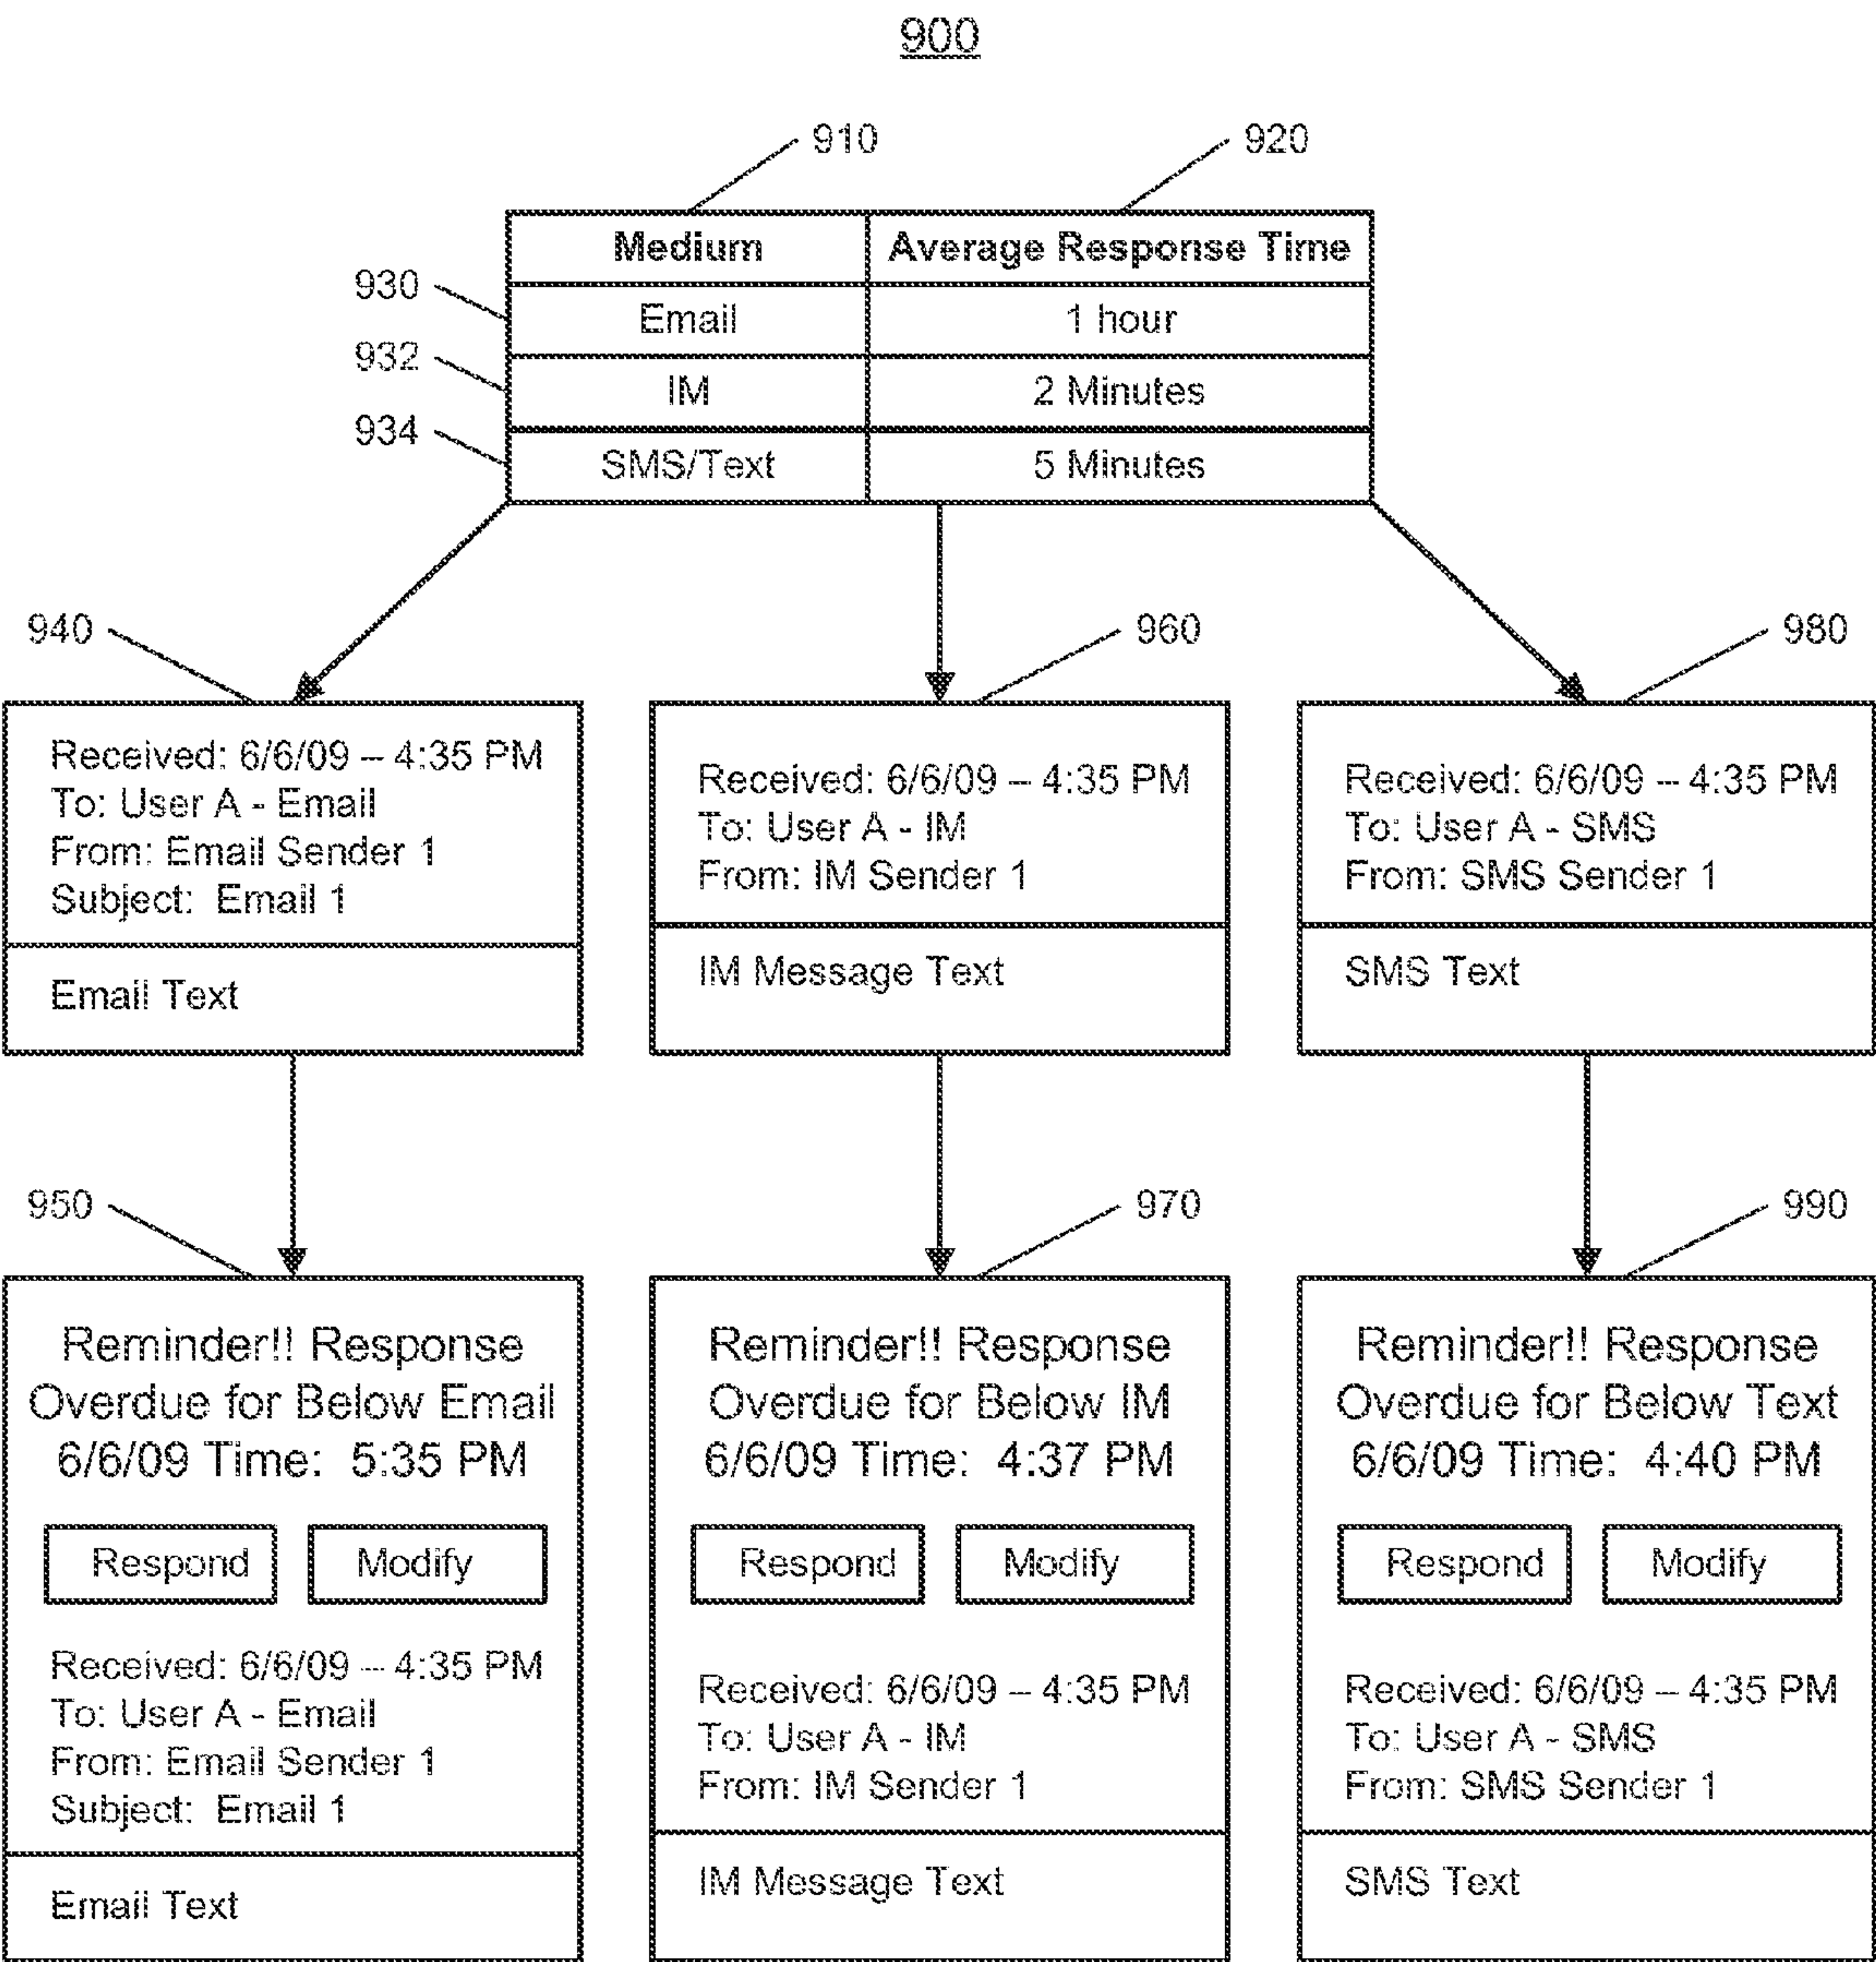 900
910
920
Medium Average Response Time
930
Email 1 hour
932
IM 2 Minutes
934
SMS/Text 5 Minutes
940
Received: 6/6/09 – 4:35 PM
To: User A - Email
From: Email Sender 1
Subject: Email 1
Email Text
960
Received: 6/6/09 – 4:35 PM
To: User A - IM
From: IM Sender 1
IM Message Text
980
Received: 6/6/09 – 4:35 PM
To: User A - SMS
From: SMS Sender 1
SMS Text
950
Reminder!! Response
Overdue for Below Email
6/6/09 Time: 5:35 PM
Respond Modify
Received: 6/6/09 – 4:35 PM
To: User A - Email
From: Email Sender 1
Subject: Email 1
Email Text
970
Reminder!! Response
Overdue for Below IM
6/6/09 Time: 4:37 PM
Respond Modify
Received: 6/6/09 – 4:35 PM
To: User A - IM
From: IM Sender 1
IM Message Text
990
Reminder!! Response
Overdue for Below Text
6/6/09 Time: 4:40 PM
Respond Modify
Received: 6/6/09 – 4:35 PM
To: User A - SMS
From: SMS Sender 1
SMS Text